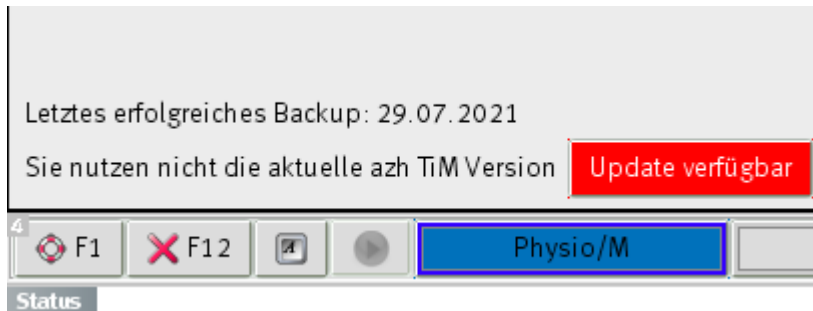 Letztes erfolgreiches Backup: 29.07.2021
Sie nutzen nicht die aktuelle azh TiM Version Update verfügbar
4
F1 F12 A Physio/M
Status